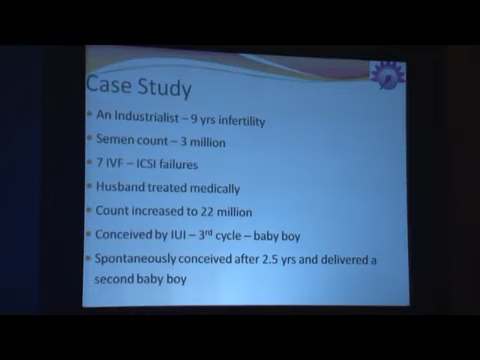 Case Study
An Industrialist – 9 yrs infertility
Semen count – 3 million
7 IVF – ICSI failures
Husband treated medically
Count increased to 22 million
Conceived by IUI – 3rd cycle – baby boy
Spontaneously conceived after 2.5 yrs and delivered a
second baby boy